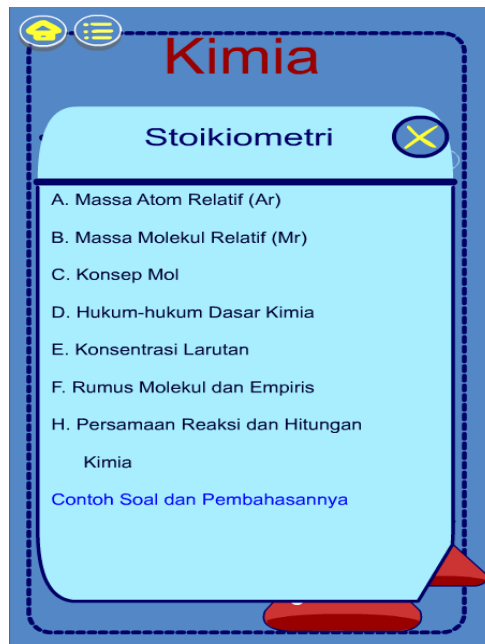 Kimia
Stoikiometri
A. Massa Atom Relatif (Ar)
B. Massa Molekul Relatif (Mr)
C. Konsep Mol
D. Hukum-hukum Dasar Kimia
E. Konsentrasi Larutan
F. Rumus Molekul dan Empiris
H. Persamaan Reaksi dan Hitungan
Kimia
Contoh Soal dan Pembahasannya